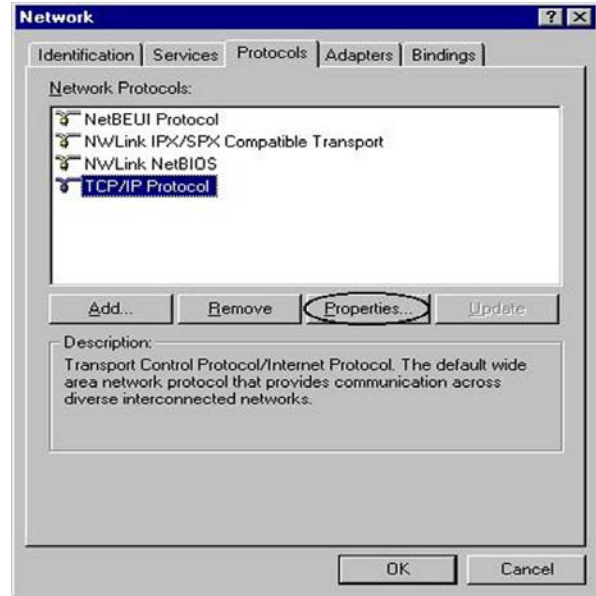 Network
Identification Services Protocols Adapters Bindings
Network Protocols:
NetBEUI Protocol
NWLink IPX/SPX Compatible Transport
NWLink NetBIOS
TCP/IP Protocol
Add... Remove Properties... Update
Description:
Transport Control Protocol/Internet Protocol. The default wide
area network protocol that provides communication across
diverse interconnected networks.
OK Cancel